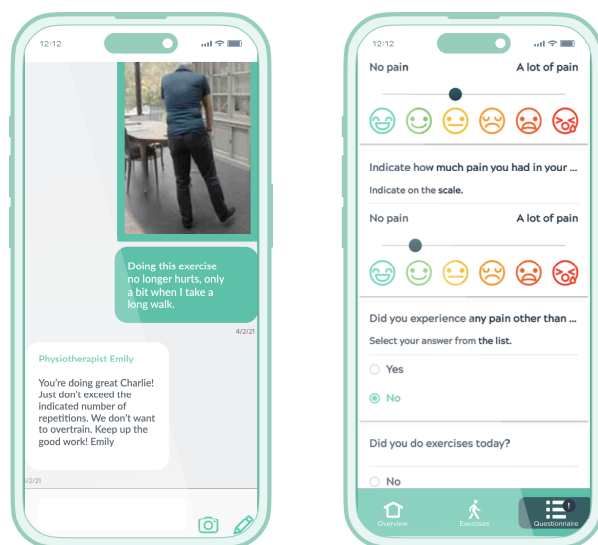 12:12
Doing this exercise
no longer hurts, only
a bit when I take a
long walk.
4/2/21
Physiotherapist Emily
You're doing great Charlie!
Just don't exceed the
indicated number of
repetitions. We don't want
to overtrain. Keep up the
good work! Emily
/2/21
12:12
No pain A lot of pain
Indicate how much pain you had in your ...
Indicate on the scale.
No pain A lot of pain
Did you experience any pain other than ...
Select your answer from the list.
Yes
No
Did you do exercises today?
No
Overview Exercises Questionnaire